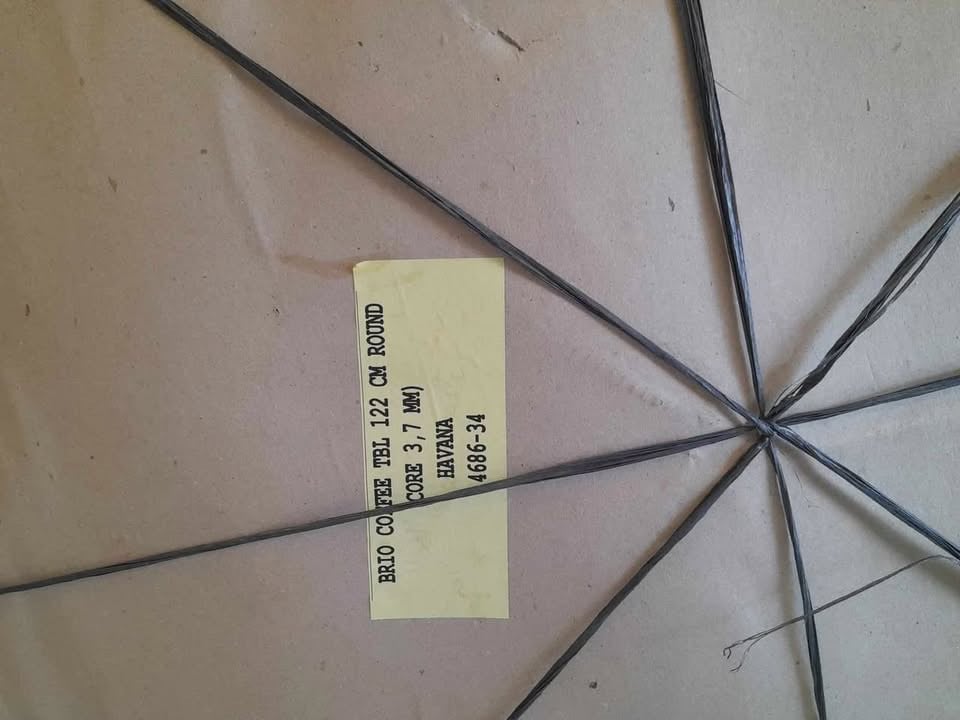 BRIO COFFEE TBL 122 CM ROUND
CORE 3,7 MM)
HAVANA
4686-34